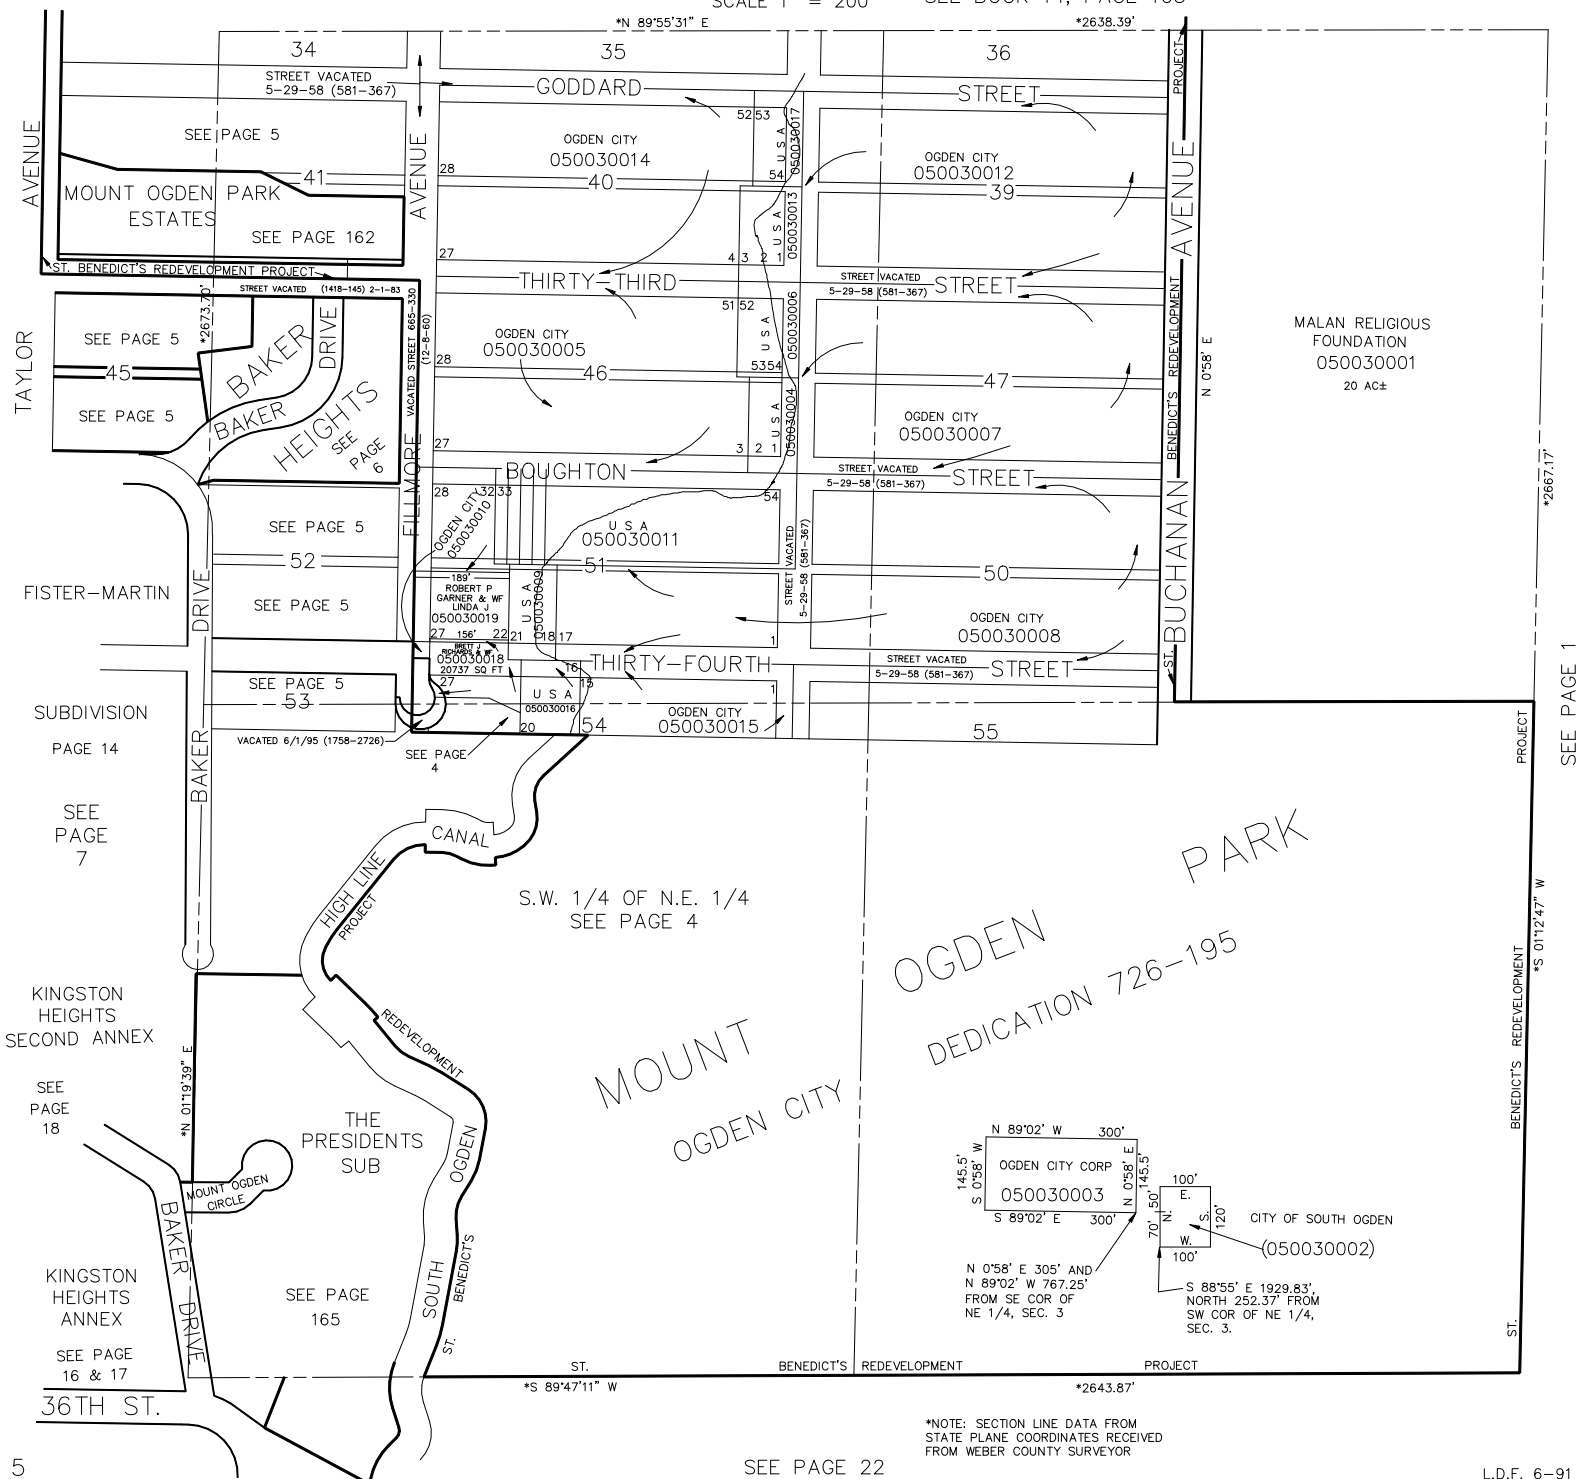 SCALE 1" = 200'
SEE BOOK 14, PAGE 133
*N 89°55'31" E
*2638.39'
34
35
36
STREET VACATED
5-29-58 (581-367)
GODDARD
STREET
PROJECT
AVENUE
SEE PAGE 5
AVENUE
52 53
U S A
050030017
OGDEN CITY
050030014
OGDEN CITY
050030012
28
54
41
40
39
AVENUE
MOUNT OGDEN PARK
ESTATES
SEE PAGE 162
U S A
050030013
27
4 3 2 1
ST. BENEDICT'S REDEVELOPMENT PROJECT
STREET VACATED (1418-145) 2-1-83
THIRTY-THIRD
STREET VACATED
5-29-58 (581-367)
STREET
*2673.70'
VACATED STREET 665-330
(12-8-60)
51 52
U S A
050030006
TAYLOR
SEE PAGE 5
BAKER
DRIVE
OGDEN CITY
050030005
BENEDICT'S REDEVELOPMENT
N 0°58' E
MALAN RELIGIOUS
FOUNDATION
050030001
20 AC±
45
28
46
53 54
47
SEE PAGE 5
BAKER
HEIGHTS
SEE
PAGE
6
U S A
050030004
OGDEN CITY
050030007
27
3 2 1
FILLMORE
BOUGHTON
STREET VACATED
5-29-58 (581-367)
STREET
*2667.17'
28
32 33
54
OGDEN CITY
050030010
SEE PAGE 5
U S A
050030011
STREET VACATED
5-29-58 (581-367)
BUCHANAN
52
51
50
FISTER-MARTIN
DRIVE
SEE PAGE 5
189'
ROBERT P
GARNER & WF
LINDA J
050030019
U S A
050030009
OGDEN CITY
050030008
27
156'
22 21
18 17
1
BRETT J
RICHARDS & WF
050030018
20737 SQ FT
THIRTY-FOURTH
STREET VACATED
5-29-58 (581-367)
STREET
ST.
SEE PAGE 1
16
15
1
SEE PAGE 5
53
27
U S A
050030016
OGDEN CITY
050030015
20
54
55
SUBDIVISION
PAGE 14
VACATED 6/1/95 (1758-2726)
SEE PAGE
4
PROJECT
BAKER
SEE
PAGE
7
CANAL
HIGH LINE
PROJECT
S.W. 1/4 OF N.E. 1/4
SEE PAGE 4
PARK
OGDEN
DEDICATION 726-195
*S 01°12'47" W
MOUNT
OGDEN CITY
KINGSTON
HEIGHTS
SECOND ANNEX
SEE
PAGE
18
*N 01°19'39" E
REDEVELOPMENT
BENEDICT'S REDEVELOPMENT
THE
PRESIDENTS
SUB
OGDEN
MOUNT OGDEN
CIRCLE
N 89°02' W 300'
145.5'
S 0°58' W
OGDEN CITY CORP
050030003
N 0°58' E
145.5'
S 89°02' E 300'
100'
E.
50'
70'
N.
S.
120'
W.
100'
CITY OF SOUTH OGDEN
(050030002)
BAKER
DRIVE
KINGSTON
HEIGHTS
ANNEX
SEE PAGE
16 & 17
SEE PAGE
165
SOUTH
BENEDICT'S
ST.
N 0°58' E 305' AND
N 89°02' W 767.25'
FROM SE COR OF
NE 1/4, SEC. 3
S 88°55' E 1929.83',
NORTH 252.37' FROM
SW COR OF NE 1/4,
SEC. 3.
ST.
ST.
BENEDICT'S
REDEVELOPMENT
PROJECT
*S 89°47'11" W
*2643.87'
36TH ST.
*NOTE: SECTION LINE DATA FROM
STATE PLANE COORDINATES RECEIVED
FROM WEBER COUNTY SURVEYOR
5
SEE PAGE 22
L.D.F. 6-91